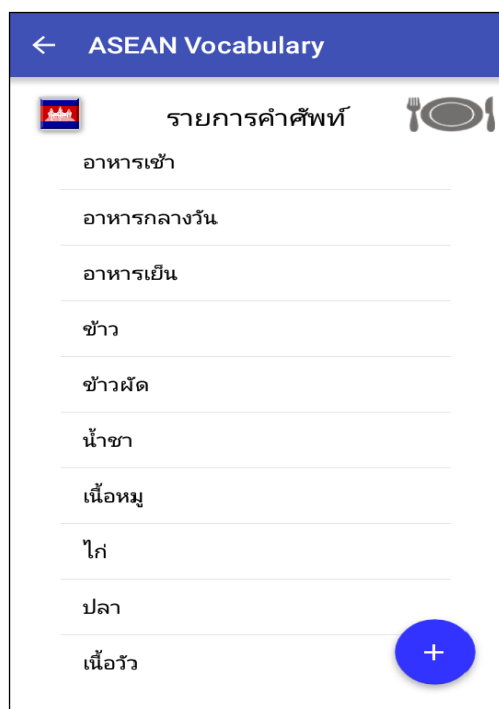 ASEAN Vocabulary
รายการคำศัพท์
อาหารเช้า
อาหารกลางวัน
อาหารเย็น
ข้าว
ข้าวผัด
น้ำชา
เนื้อหมู
ไก่
ปลา
เนื้อวัว